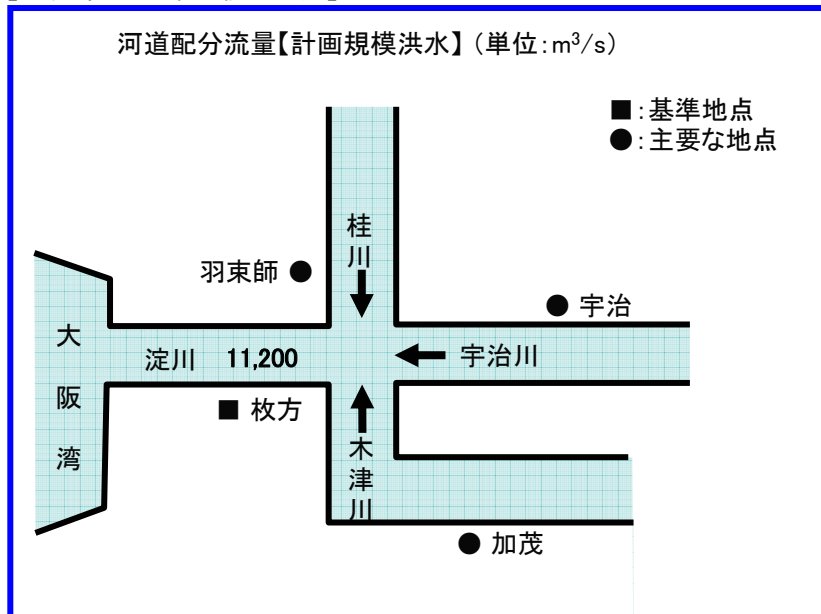 河道配分流量【計画規模洪水】(単位:m³/s)
■:基準地点
●:主要な地点
桂川
羽束師 ●
● 宇治
大阪湾
淀川 11,200
宇治川
■ 枚方
木津川
● 加茂